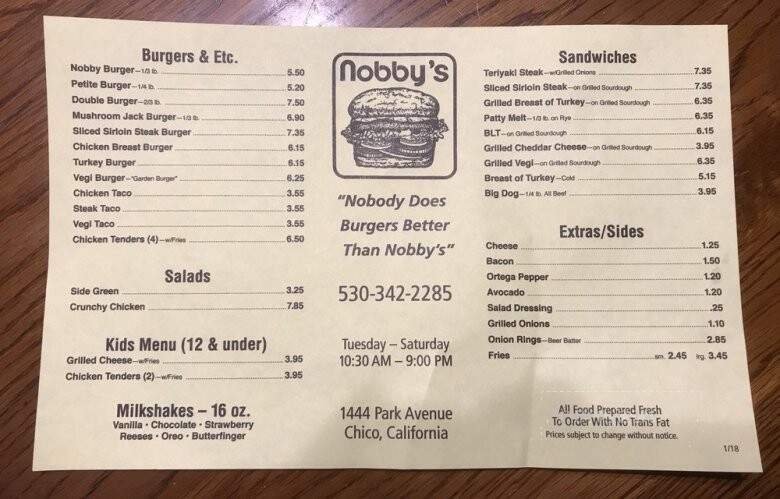 Burgers & Etc.
Nobby Burger–1/3 lb. 5.50
Petite Burger–1/4 lb. 5.20
Double Burger–2/3 lb. 7.50
Mushroom Jack Burger–1/3 lb. 6.90
Sliced Sirloin Steak Burger 7.35
Chicken Breast Burger 6.15
Turkey Burger 6.15
Vegi Burger–"Garden Burger" 6.25
Chicken Taco 3.55
Steak Taco 3.55
Vegi Taco 3.55
Chicken Tenders (4)–w/Fries 6.50
Salads
Side Green 3.25
Crunchy Chicken 7.85
Kids Menu (12 & under)
Grilled Cheese–w/Fries 3.95
Chicken Tenders (2)–w/Fries 3.95
Milkshakes – 16 oz.
Vanilla • Chocolate • Strawberry
Reeses • Oreo • Butterfinger
nobby's
"Nobody Does
Burgers Better
Than Nobby's"
530-342-2285
Tuesday – Saturday
10:30 AM – 9:00 PM
1444 Park Avenue
Chico, California
Sandwiches
Teriyaki Steak–w/Grilled Onions 7.35
Sliced Sirloin Steak–on Grilled Sourdough 7.35
Grilled Breast of Turkey–on Grilled Sourdough 6.35
Patty Melt–1/3 lb. on Rye 6.35
BLT–on Grilled Sourdough 6.15
Grilled Cheddar Cheese–on Grilled Sourdough 3.95
Grilled Vegi–on Grilled Sourdough 6.35
Breast of Turkey–Cold 5.15
Big Dog–1/4 lb. All Beef 3.95
Extras/Sides
Cheese 1.25
Bacon 1.50
Ortega Pepper 1.20
Avocado 1.20
Salad Dressing .25
Grilled Onions 1.10
Onion Rings–Beer Batter 2.85
Fries sm. 2.45 lrg. 3.45
All Food Prepared Fresh
To Order With No Trans Fat
Prices subject to change without notice.
1/18